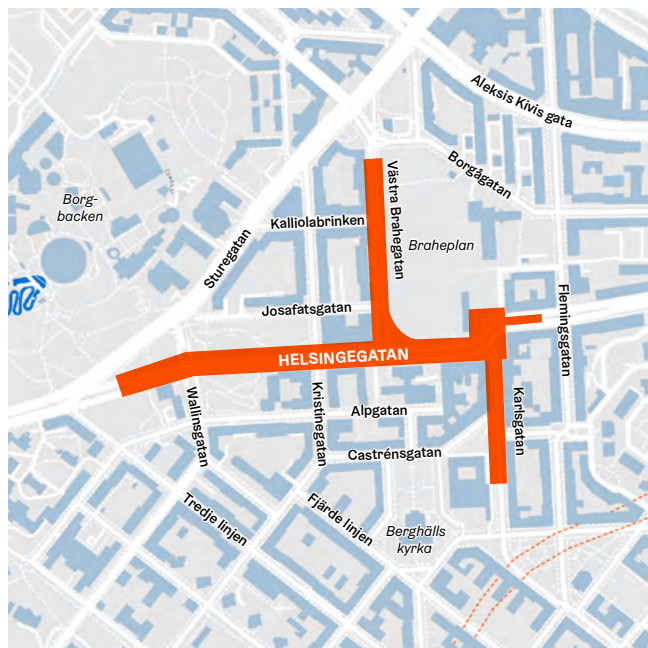 Aleksis Kivis gata
Borgågatan
Västra Brahegatan
Borg-
backen
Kalliolabrinken
Braheplan
Sturegatan
Josafatsgatan
Flemingsgatan
HELSINGEGATAN
Wallinsgatan
Kristinegatan
Alpgatan
Karlsgatan
Castrénsgatan
Tredje linjen
Fjärde linjen
Berghälls
kyrka